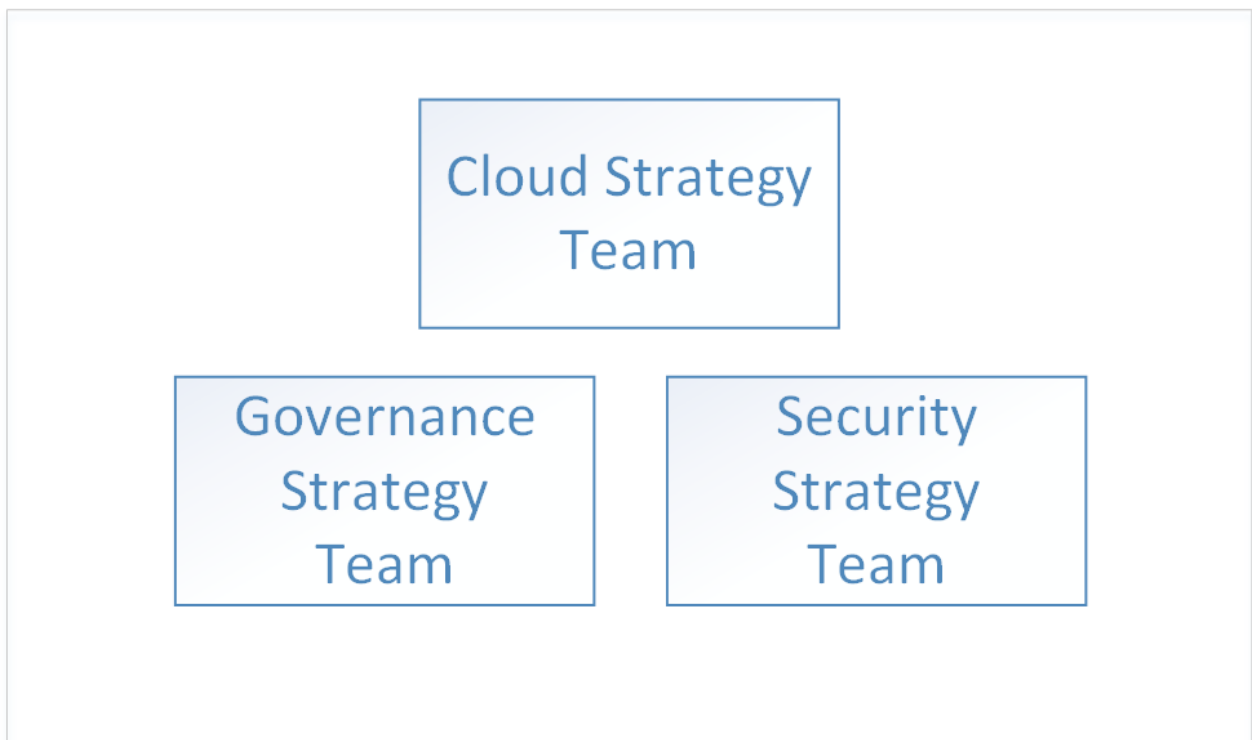 Cloud Strategy
Team
Governance
Strategy
Team
Security
Strategy
Team